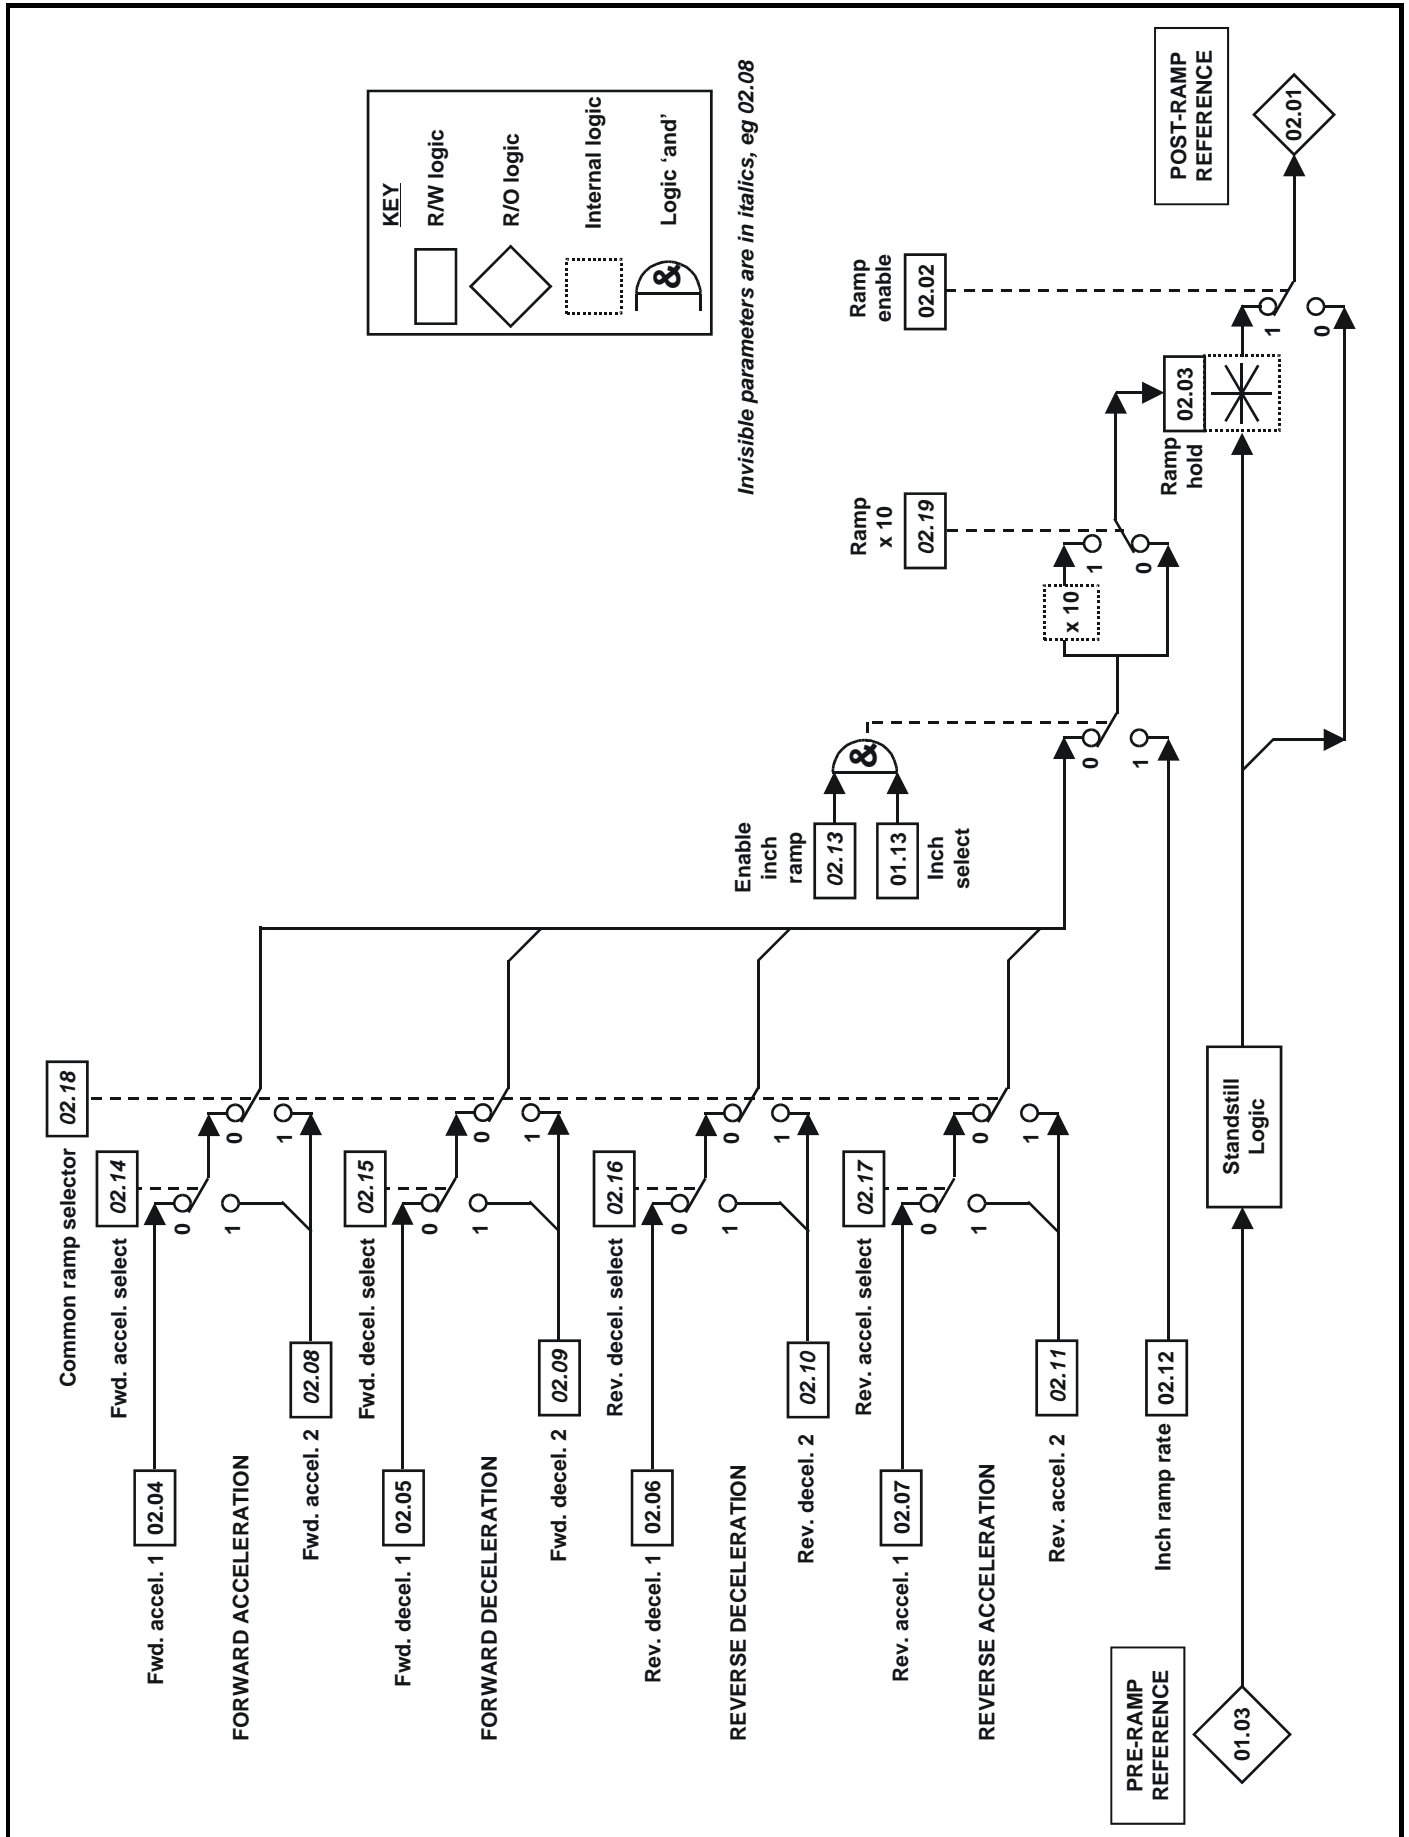 Common ramp selector
02.18
Fwd. accel. 1
02.04
Fwd. accel. select
02.14
0
1
0
1
FORWARD ACCELERATION
Fwd. accel. 2
02.08
Fwd. decel. 1
02.05
Fwd. decel. select
02.15
0
1
0
1
FORWARD DECELERATION
Fwd. decel. 2
02.09
Rev. decel. 1
02.06
Rev. decel. select
02.16
0
1
0
1
REVERSE DECELERATION
Rev. decel. 2
02.10
Rev. accel. 1
02.07
Rev. accel. select
02.17
0
1
0
1
REVERSE ACCELERATION
Rev. accel. 2
02.11
Inch ramp rate
02.12
PRE-RAMP
REFERENCE
01.03
Standstill
Logic
Enable
inch
ramp
02.13
&
01.13
Inch
select
0
1
x 10
Ramp
x 10
02.19
1
0
Ramp
hold
02.03
Ramp
enable
02.02
1
0
POST-RAMP
REFERENCE
02.01
KEY
R/W logic
R/O logic
Internal logic
&
Logic ‘and’
Invisible parameters are in italics, eg 02.08